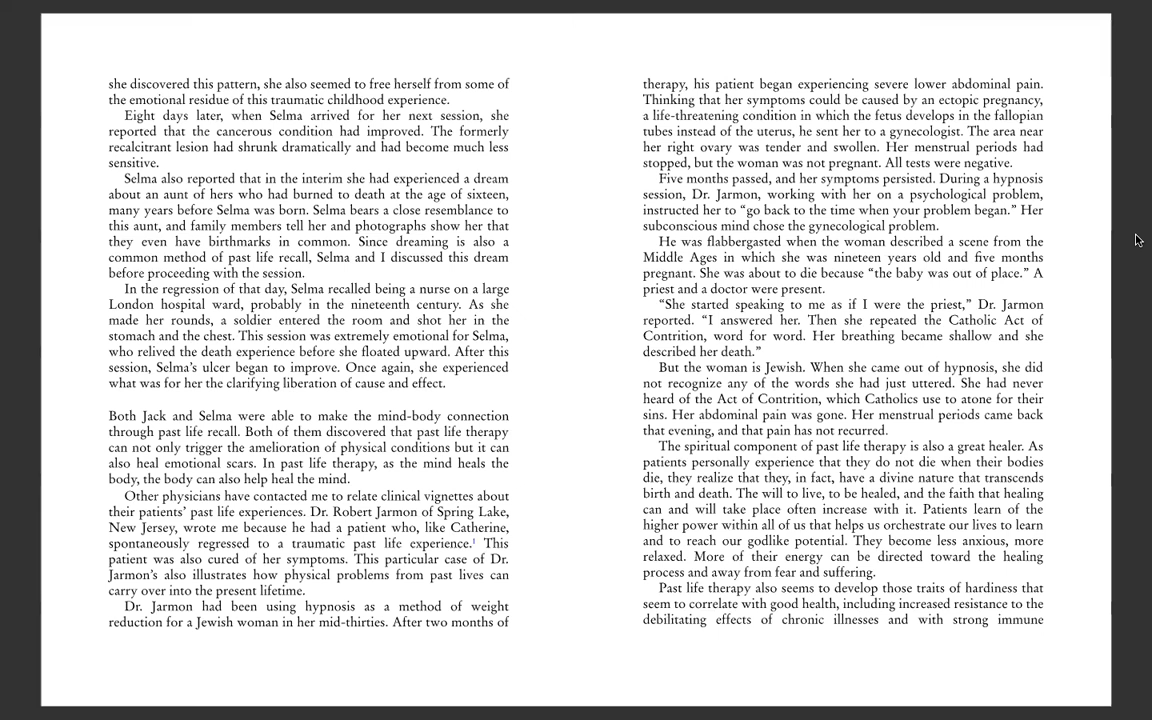 she discovered this pattern, she also seemed to free herself from some of
the emotional residue of this traumatic childhood experience.
Eight days later, when Selma arrived for her next session, she
reported that the cancerous condition had improved. The formerly
recalcitrant lesion had shrunk dramatically and had become much less
sensitive.
Selma also reported that in the interim she had experienced a dream
about an aunt of hers who had burned to death at the age of sixteen,
many years before Selma was born. Selma bears a close resemblance to
this aunt, and family members tell her and photographs show her that
they even have birthmarks in common. Since dreaming is also a
common method of past life recall, Selma and I discussed this dream
before proceeding with the session.
In the regression of that day, Selma recalled being a nurse on a large
London hospital ward, probably in the nineteenth century. As she
made her rounds, a soldier entered the room and shot her in the
stomach and the chest. This session was extremely emotional for Selma,
who relived the death experience before she floated upward. After this
session, Selma’s ulcer began to improve. Once again, she experienced
what was for her the clarifying liberation of cause and effect.
Both Jack and Selma were able to make the mind-body connection
through past life recall. Both of them discovered that past life therapy
can not only trigger the amelioration of physical conditions but it can
also heal emotional scars. In past life therapy, as the mind heals the
body, the body can also help heal the mind.
Other physicians have contacted me to relate clinical vignettes about
their patients’ past life experiences. Dr. Robert Jarmon of Spring Lake,
New Jersey, wrote me because he had a patient who, like Catherine,
spontaneously regressed to a traumatic past life experience.¹ This
patient was also cured of her symptoms. This particular case of Dr.
Jarmon’s also illustrates how physical problems from past lives can
carry over into the present lifetime.
Dr. Jarmon had been using hypnosis as a method of weight
reduction for a Jewish woman in her mid-thirties. After two months of
therapy, his patient began experiencing severe lower abdominal pain.
Thinking that her symptoms could be caused by an ectopic pregnancy,
a life-threatening condition in which the fetus develops in the fallopian
tubes instead of the uterus, he sent her to a gynecologist. The area near
her right ovary was tender and swollen. Her menstrual periods had
stopped, but the woman was not pregnant. All tests were negative.
Five months passed, and her symptoms persisted. During a hypnosis
session, Dr. Jarmon, working with her on a psychological problem,
instructed her to “go back to the time when your problem began.” Her
subconscious mind chose the gynecological problem.
He was flabbergasted when the woman described a scene from the
Middle Ages in which she was nineteen years old and five months
pregnant. She was about to die because “the baby was out of place.” A
priest and a doctor were present.
“She started speaking to me as if I were the priest,” Dr. Jarmon
reported. “I answered her. Then she repeated the Catholic Act of
Contrition, word for word. Her breathing became shallow and she
described her death.”
But the woman is Jewish. When she came out of hypnosis, she did
not recognize any of the words she had just uttered. She had never
heard of the Act of Contrition, which Catholics use to atone for their
sins. Her abdominal pain was gone. Her menstrual periods came back
that evening, and that pain has not recurred.
The spiritual component of past life therapy is also a great healer. As
patients personally experience that they do not die when their bodies
die, they realize that they, in fact, have a divine nature that transcends
birth and death. The will to live, to be healed, and the faith that healing
can and will take place often increase with it. Patients learn of the
higher power within all of us that helps us orchestrate our lives to learn
and to reach our godlike potential. They become less anxious, more
relaxed. More of their energy can be directed toward the healing
process and away from fear and suffering.
Past life therapy also seems to develop those traits of hardiness that
seem to correlate with good health, including increased resistance to the
debilitating effects of chronic illnesses and with strong immune